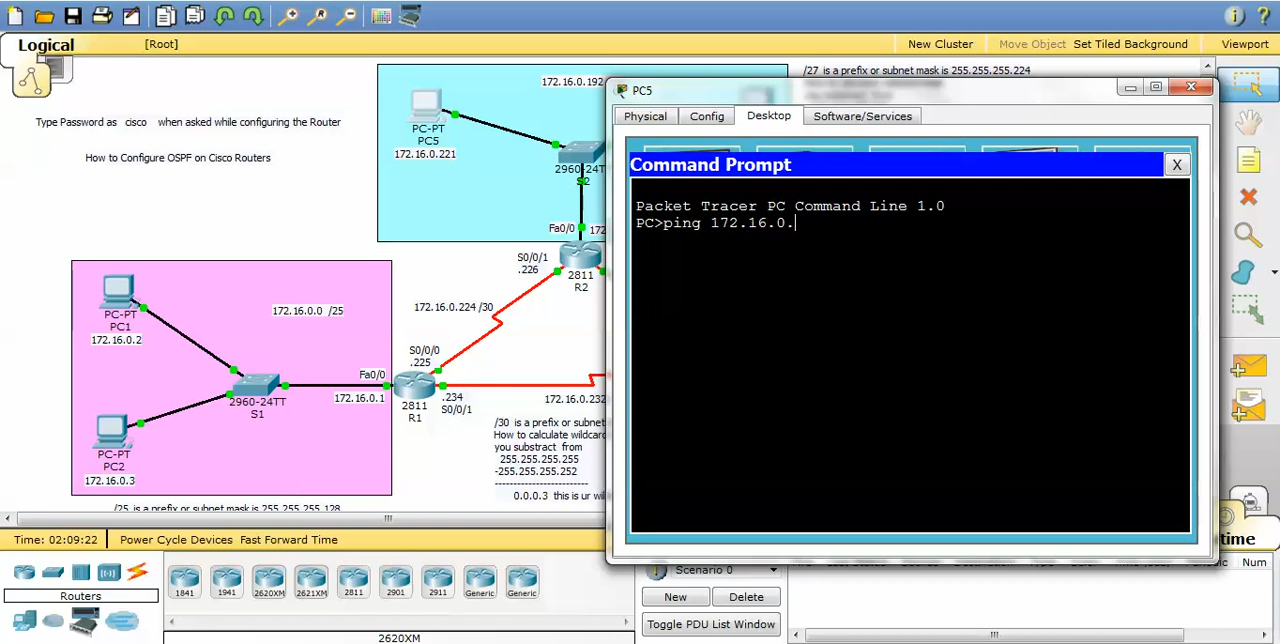 Logical
[Root]
New Cluster
Move Object
Set Tiled Background
Viewport
Type Password as cisco when asked while configuring the Router
How to Configure OSPF on Cisco Routers
172.16.0.192
/27 is a prefix or subnet mask is 255.255.255.224
PC-PT
PC5
172.16.0.221
2960-24TT
Fa0/0
172
S0/0/1
.226
2811
R2
172.16.0.224 /30
PC-PT
PC1
172.16.0.2
172.16.0.0 /25
2960-24TT
S1
Fa0/0
172.16.0.1
S0/0/0
.225
2811
R1
.234
S0/0/1
172.16.0.232
PC-PT
PC2
172.16.0.3
/30 is a prefix or subnet
How to calculate wildcard
you substract from
255.255.255.255
-255.255.255.252
------------------------
0.0.0.3 this is ur wil
/25 is a prefix or subnet mask is 255.255.255.128
PC5
Physical
Config
Desktop
Software/Services
Command Prompt
X
Packet Tracer PC Command Line 1.0
PC>ping 172.16.0.
Time: 02:09:22
Power Cycle Devices Fast Forward Time
Routers
1841
1941
2620XM
2621XM
2811
2901
2911
Generic
Generic
2620XM
Scenario 0
New
Delete
Toggle PDU List Window
time
Num